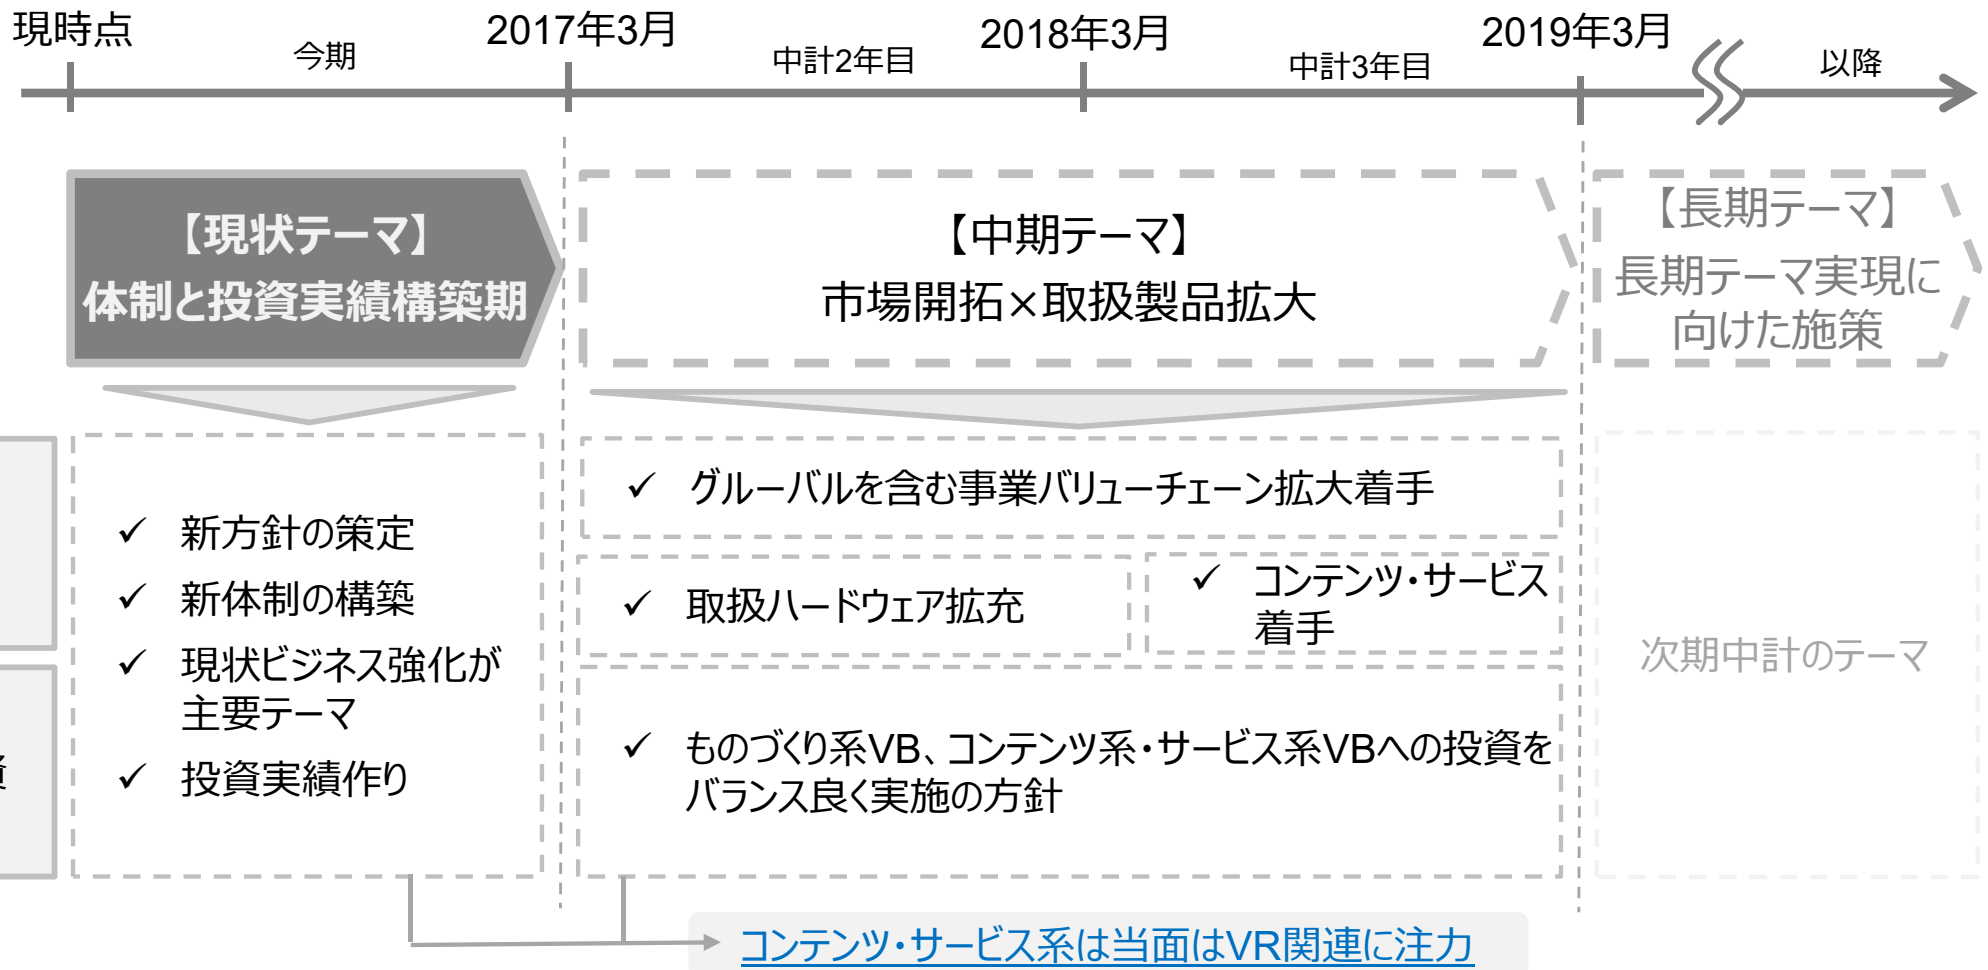 現時点
今期
2017年3月
中計2年目
2018年3月
中計3年目
2019年3月
以降
【現状テーマ】
体制と投資実績構築期
【中期テーマ】
市場開拓×取扱製品拡大
【長期テーマ】
長期テーマ実現に
向けた施策
✓ 新方針の策定
✓ 新体制の構築
✓ 現状ビジネス強化が
主要テーマ
✓ 投資実績作り
✓ グルーバルを含む事業バリューチェーン拡大着手
✓ 取扱ハードウェア拡充
✓ コンテンツ・サービス
着手
✓ ものづくり系VB、コンテンツ系・サービス系VBへの投資を
バランス良く実施の方針
次期中計のテーマ
コンテンツ・サービス系は当面はVR関連に注力